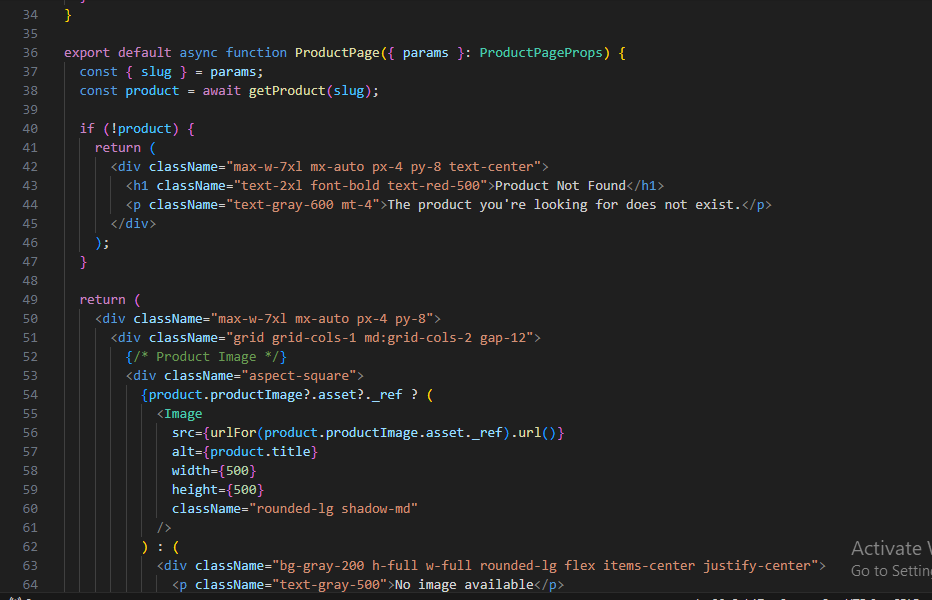 34 }
35
36 export default async function ProductPage({ params }: ProductPageProps) {
37 const { slug } = params;
38 const product = await getProduct(slug);
39
40 if (!product) {
41 return (
42 <div className="max-w-7xl mx-auto px-4 py-8 text-center">
43 <h1 className="text-2xl font-bold text-red-500">Product Not Found</h1>
44 <p className="text-gray-600 mt-4">The product you're looking for does not exist.</p>
45 </div>
46 );
47 }
48
49 return (
50 <div className="max-w-7xl mx-auto px-4 py-8">
51 <div className="grid grid-cols-1 md:grid-cols-2 gap-12">
52 {/* Product Image */}
53 <div className="aspect-square">
54 {product.productImage?.asset?._ref ? (
55 <Image
56 src={urlFor(product.productImage.asset._ref).url()}
57 alt={product.title}
58 width={500}
59 height={500}
60 className="rounded-lg shadow-md"
61 />
62 ) : (
63 <div className="bg-gray-200 h-full w-full rounded-lg flex items-center justify-center">
64 <p className="text-gray-500">No image available</p>
Activate
Go to Settin